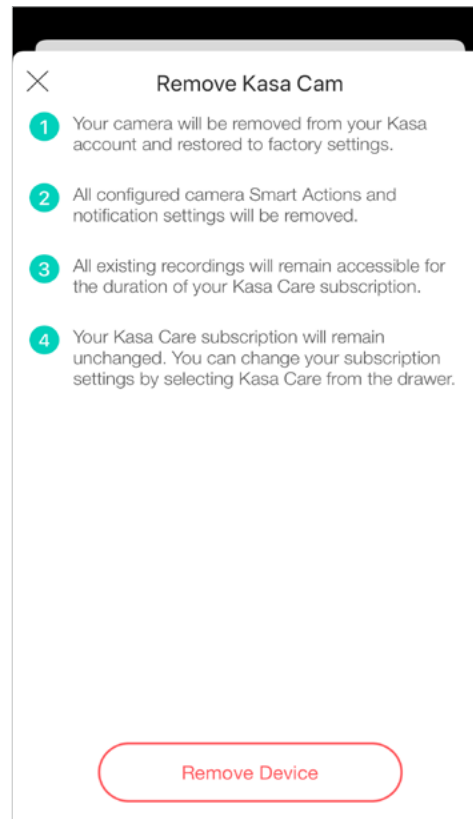 Remove Kasa Cam
1 Your camera will be removed from your Kasa
account and restored to factory settings.
2 All configured camera Smart Actions and
notification settings will be removed.
3 All existing recordings will remain accessible for
the duration of your Kasa Care subscription.
4 Your Kasa Care subscription will remain
unchanged. You can change your subscription
settings by selecting Kasa Care from the drawer.
Remove Device